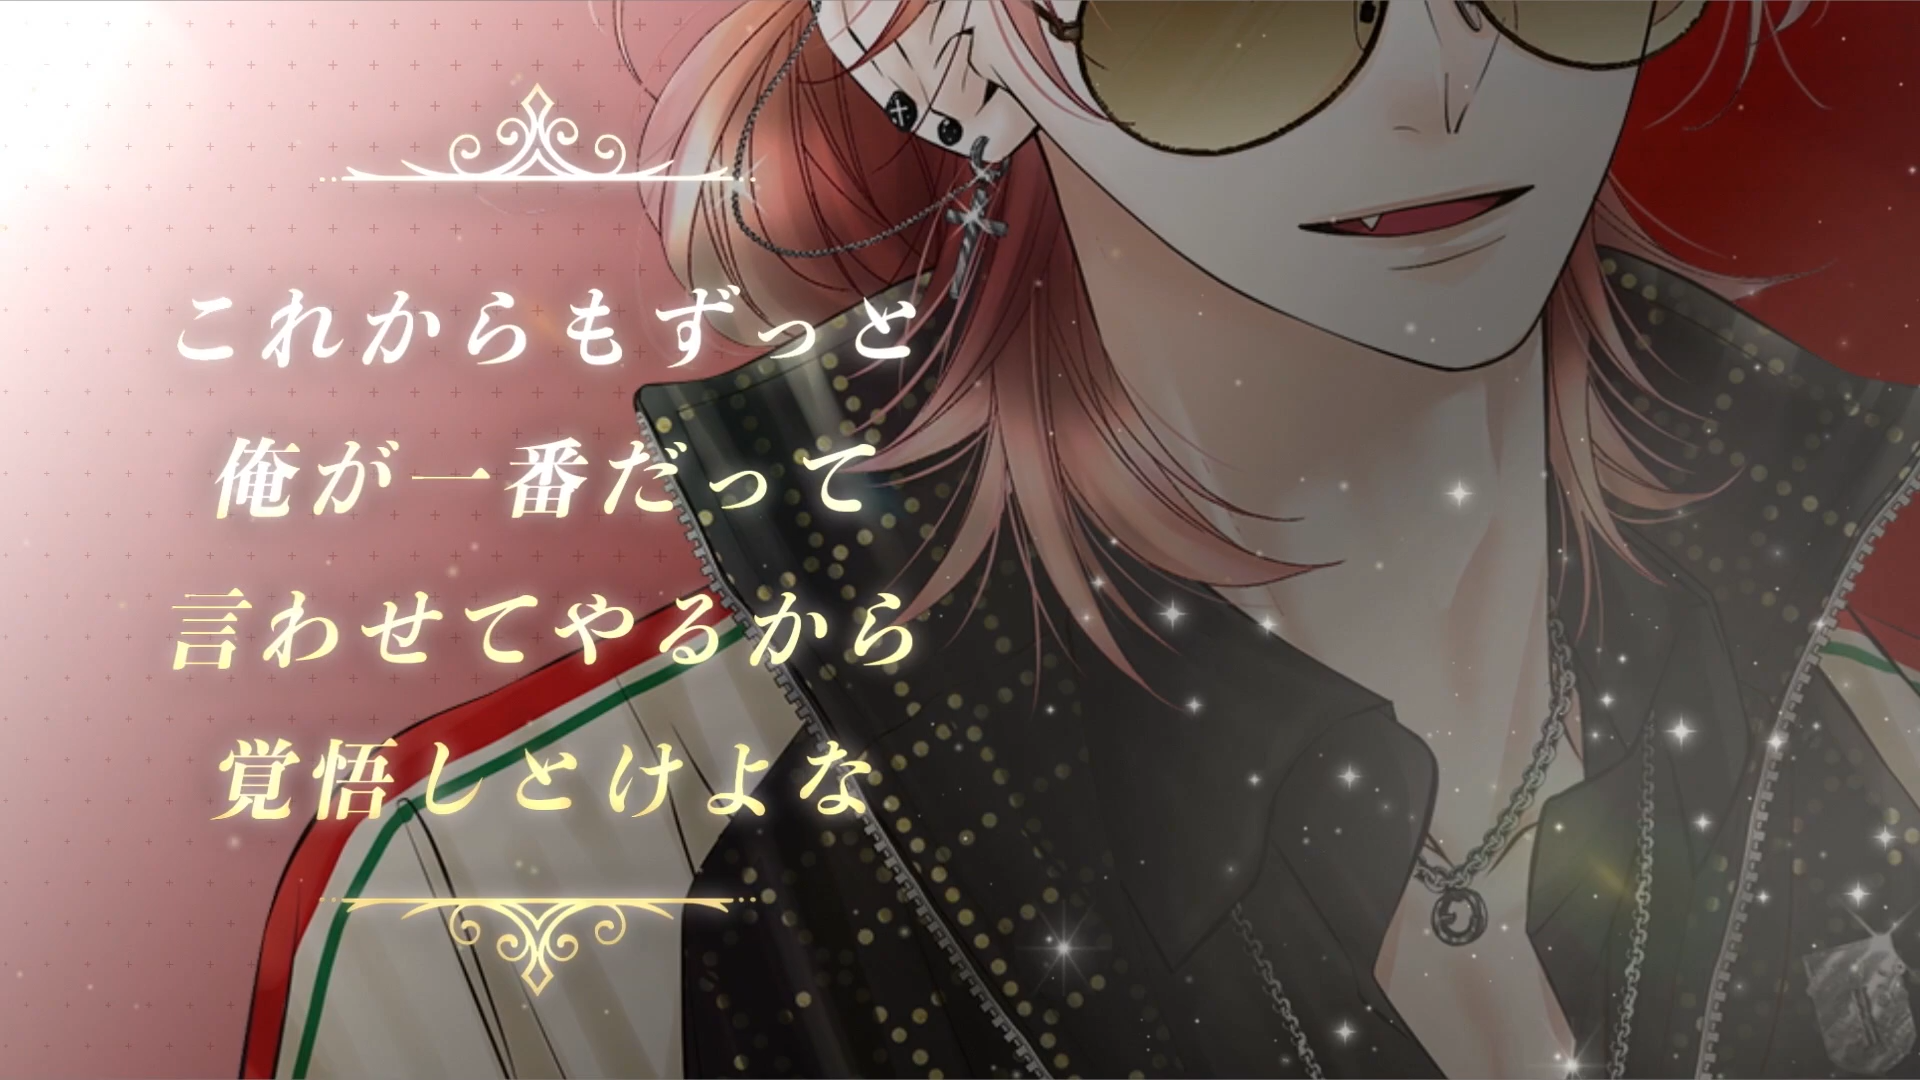 これからもずっと
俺が一番だって
言わせてやるから
覚悟しとけよな